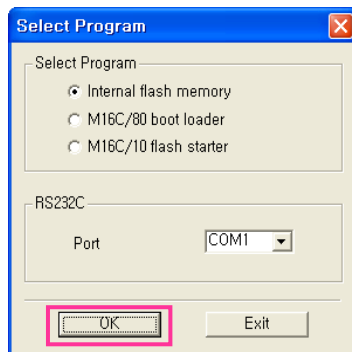 Select Program
Select Program
Internal flash memory
M16C/80 boot loader
M16C/10 flash starter
RS232C
Port COM1
OK Exit